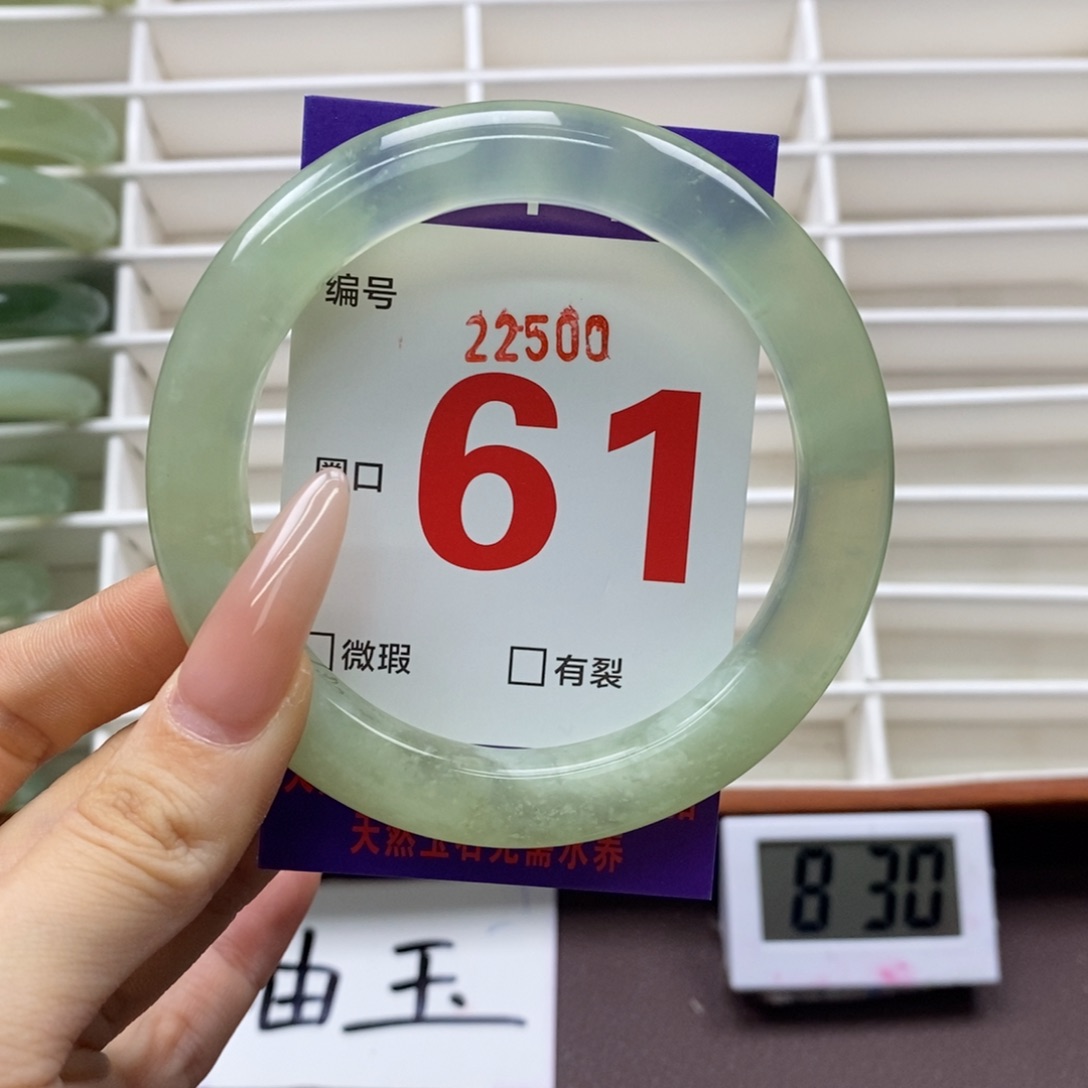 编号
22500
61
圈口
微瑕 有裂
天然玉石无需水养
油玉
8 30